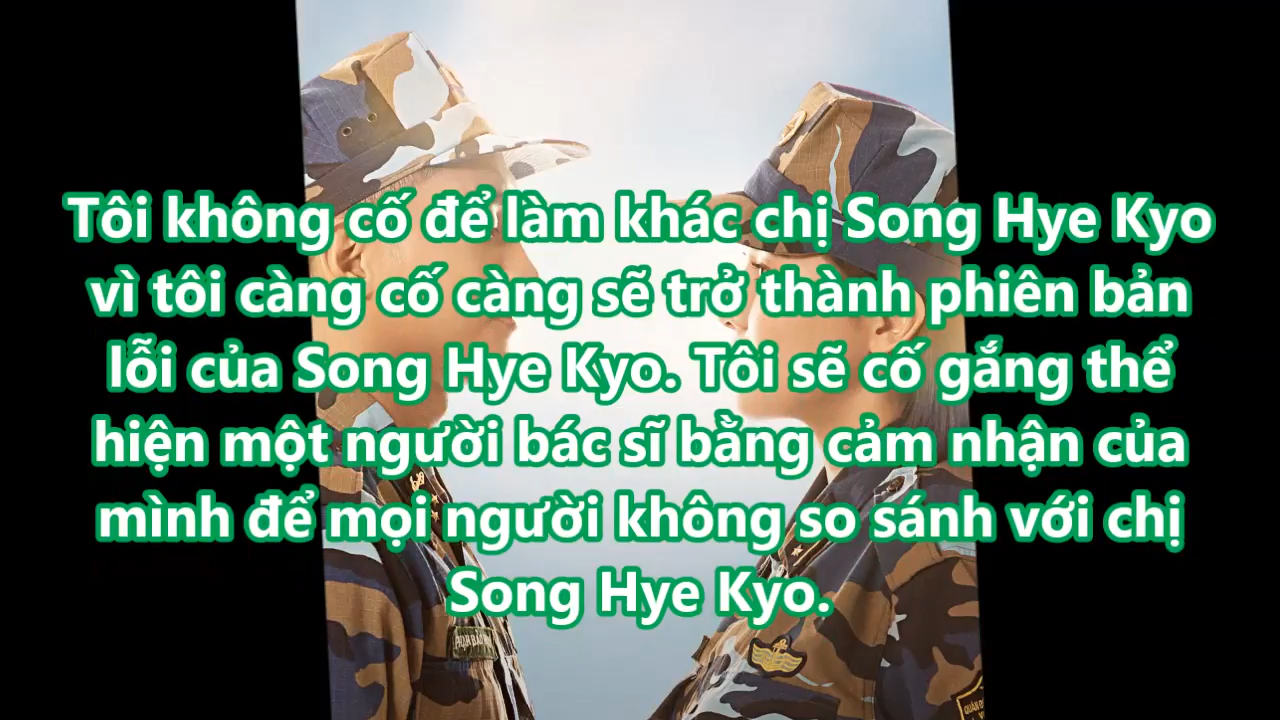 Tôi không cố để làm khác chị Song Hye Kyo
vì tôi càng cố càng sẽ trở thành phiên bản
lỗi của Song Hye Kyo. Tôi sẽ cố gắng thể
hiện một người bác sĩ bằng cảm nhận của
mình để mọi người không so sánh với chị
Song Hye Kyo.